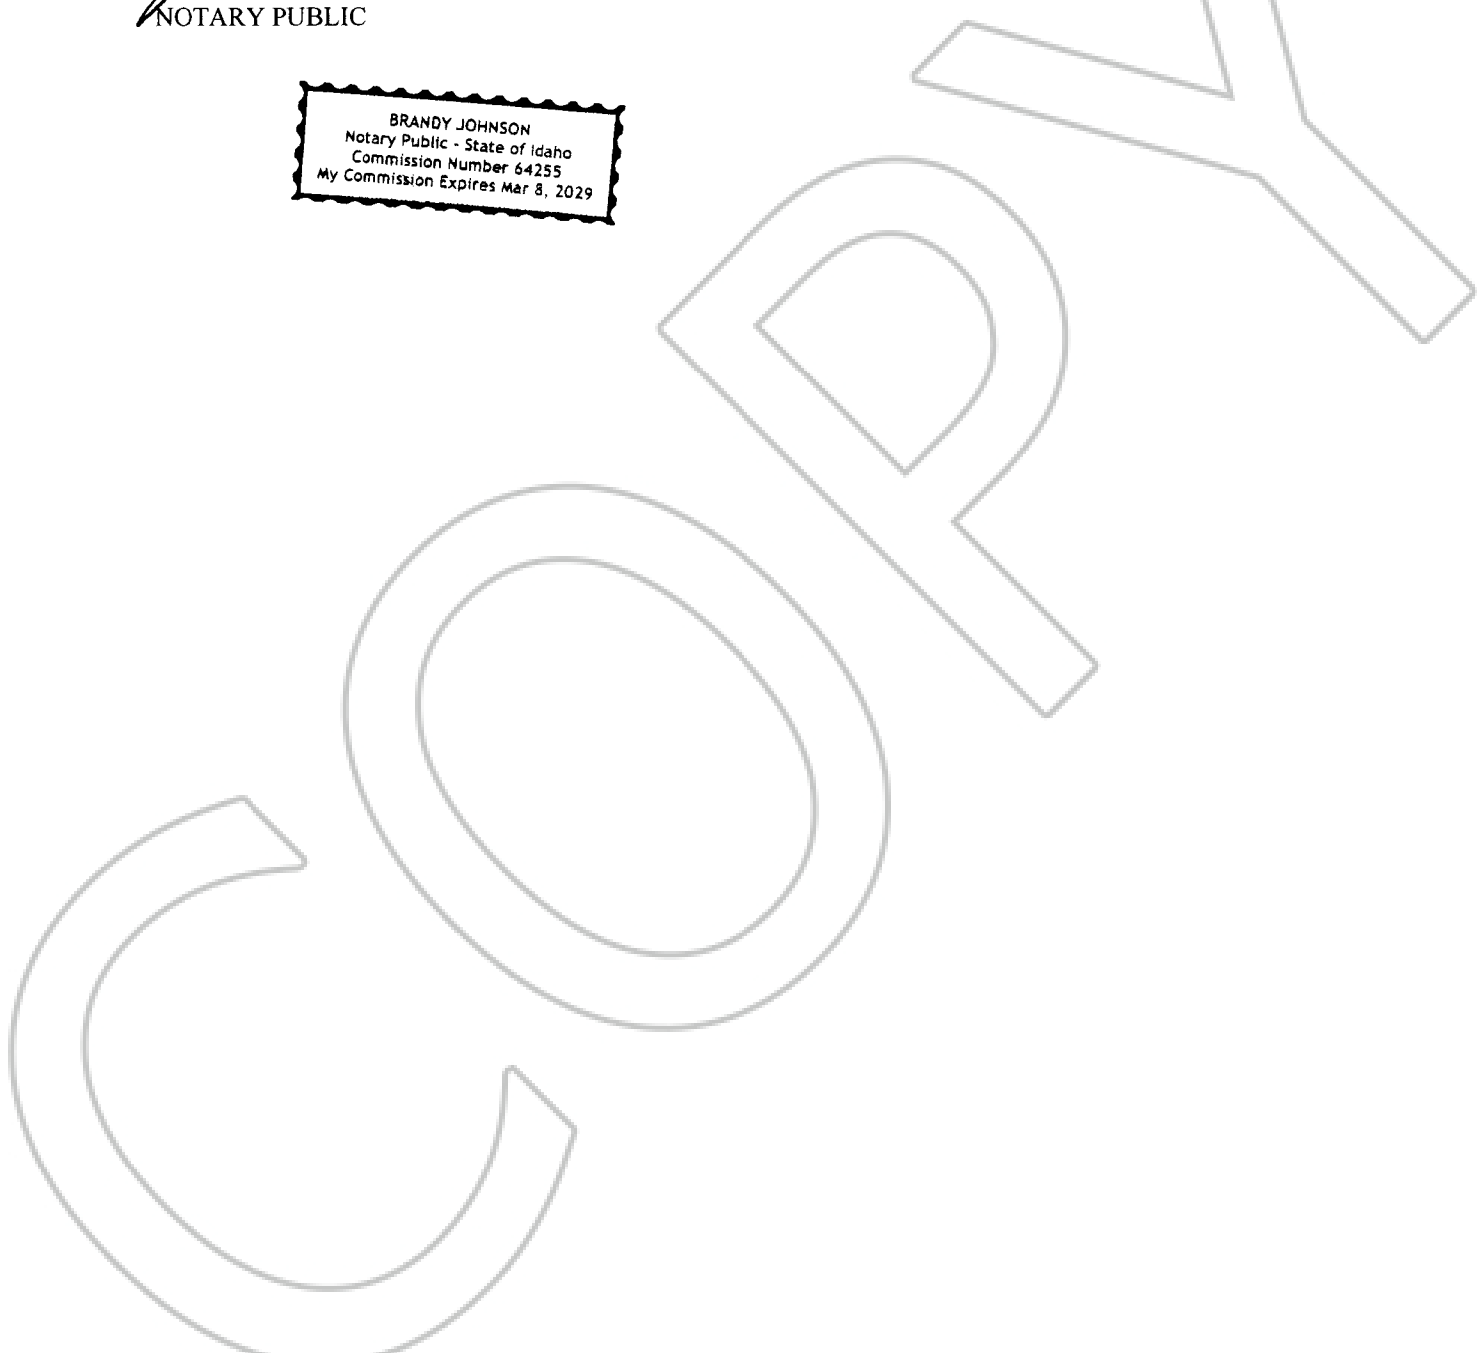 NOTARY PUBLIC
BRANDY JOHNSON
Notary Public - State of Idaho
Commission Number 64255
My Commission Expires Mar 8, 2029
COPY